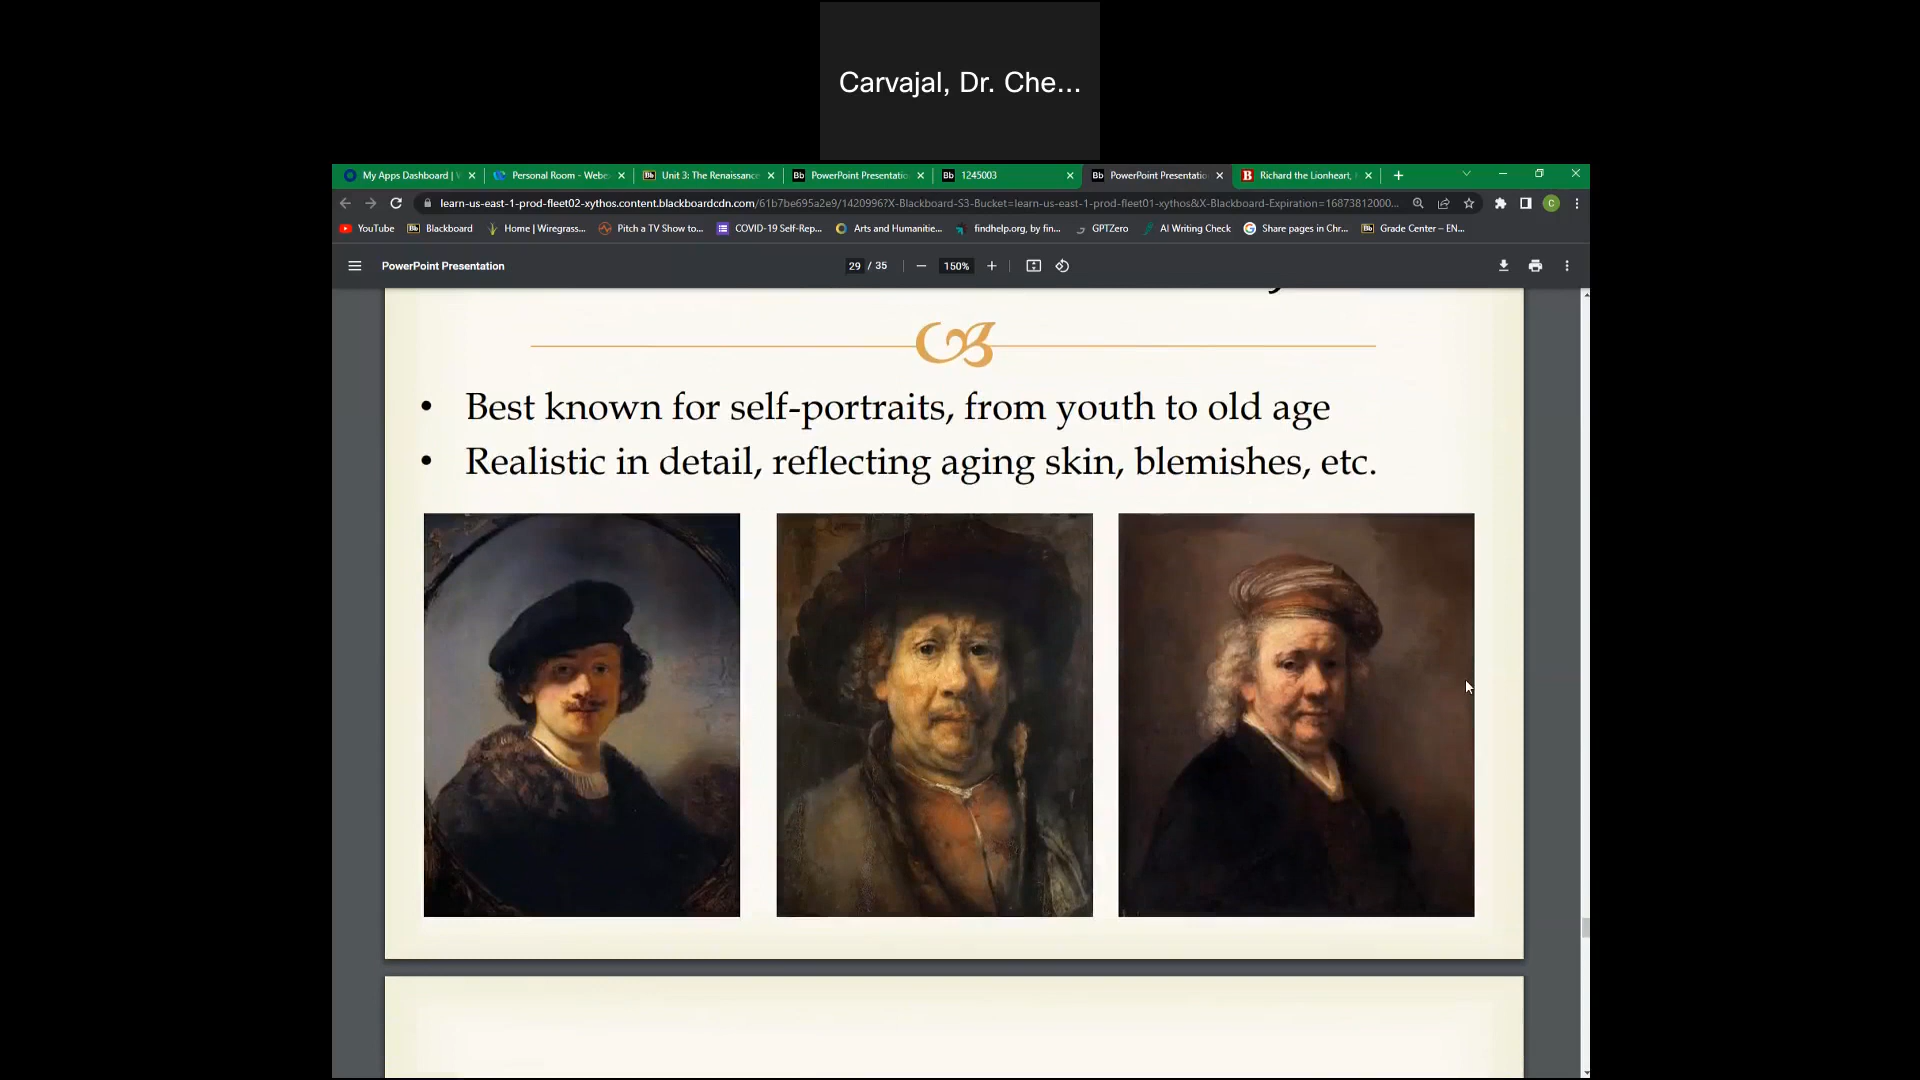 Carvajal, Dr. Che...
My Apps Dashboard |
Personal Room - Webe
Unit 3: The Renaissance
PowerPoint Presentatio
1245003
PowerPoint Presentatio
Richard the Lionheart,
learn-us-east-1-prod-fleet02-xythos.content.blackboardcdn.com/61b7be695a2e9/1420996?X-Blackboard-S3-Bucket=learn-us-east-1-prod-fleet01-xythos&X-Blackboard-Expiration=16873812000...
YouTube
Blackboard
Home | Wiregrass...
Pitch a TV Show to...
COVID-19 Self-Rep...
Arts and Humanitie...
findhelp.org, by fin...
GPTZero
AI Writing Check
Share pages in Chr...
Grade Center – EN...
PowerPoint Presentation
29 / 35
150%
• Best known for self-portraits, from youth to old age
• Realistic in detail, reflecting aging skin, blemishes, etc.